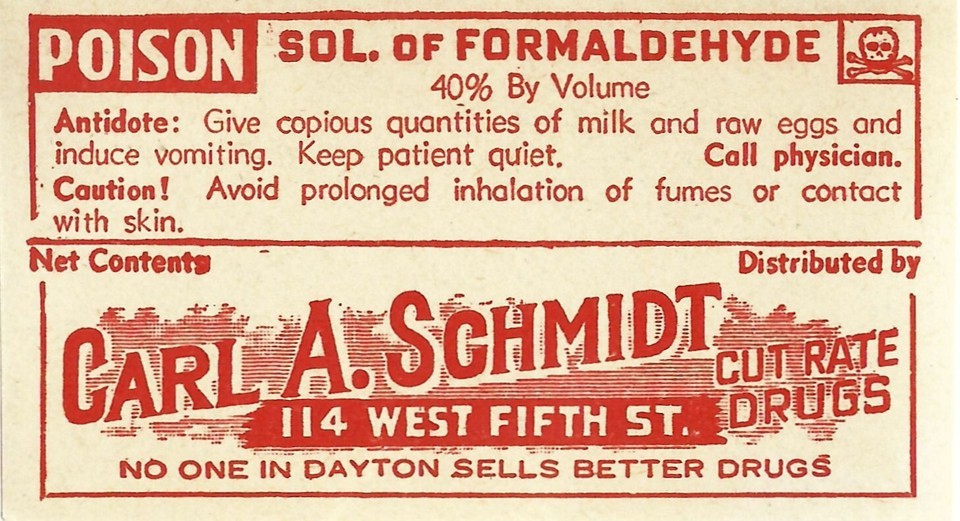 POISON SOL. OF FORMALDEHYDE
40% By Volume
Antidote: Give copious quantities of milk and raw eggs and
induce vomiting. Keep patient quiet. Call physician.
Caution! Avoid prolonged inhalation of fumes or contact
with skin.
Net Contents Distributed by
CARL A. SCHMIDT
CUT RATE
DRUGS
114 WEST FIFTH ST.
NO ONE IN DAYTON SELLS BETTER DRUGS